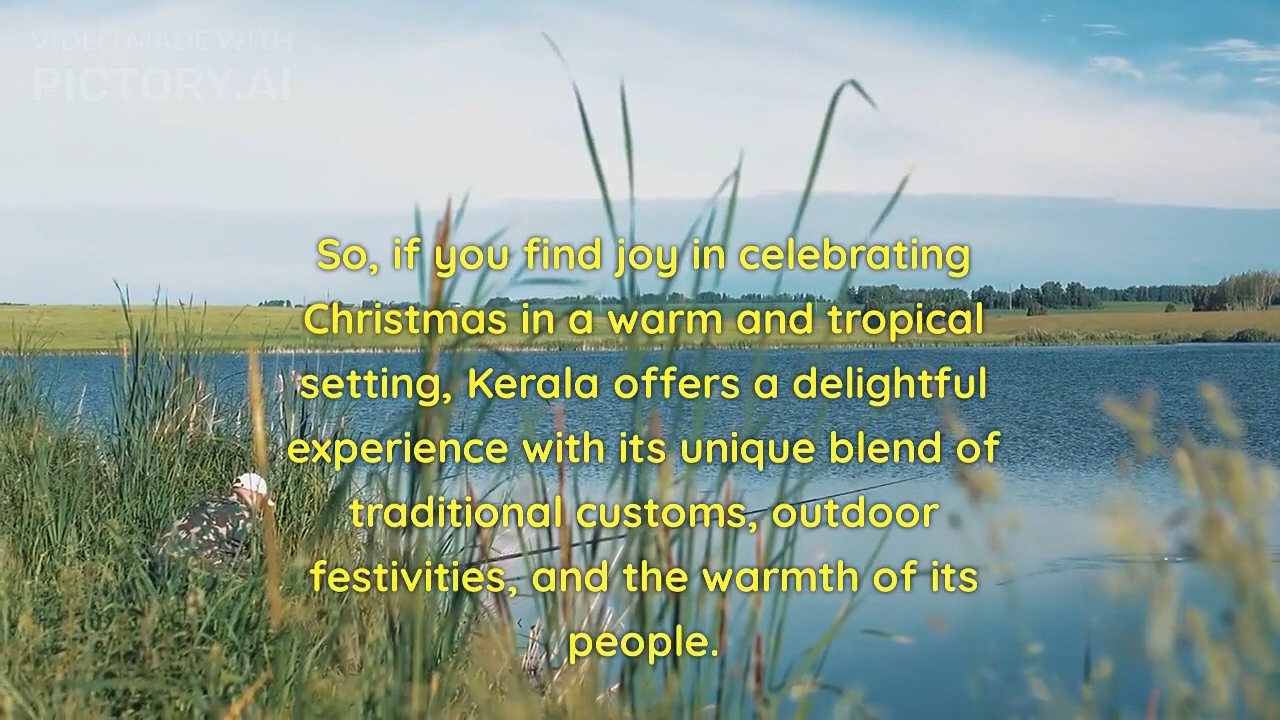 VIDEO MADE WITH
PICTORY.AI
So, if you find joy in celebrating
Christmas in a warm and tropical
setting, Kerala offers a delightful
experience with its unique blend of
traditional customs, outdoor
festivities, and the warmth of its
people.